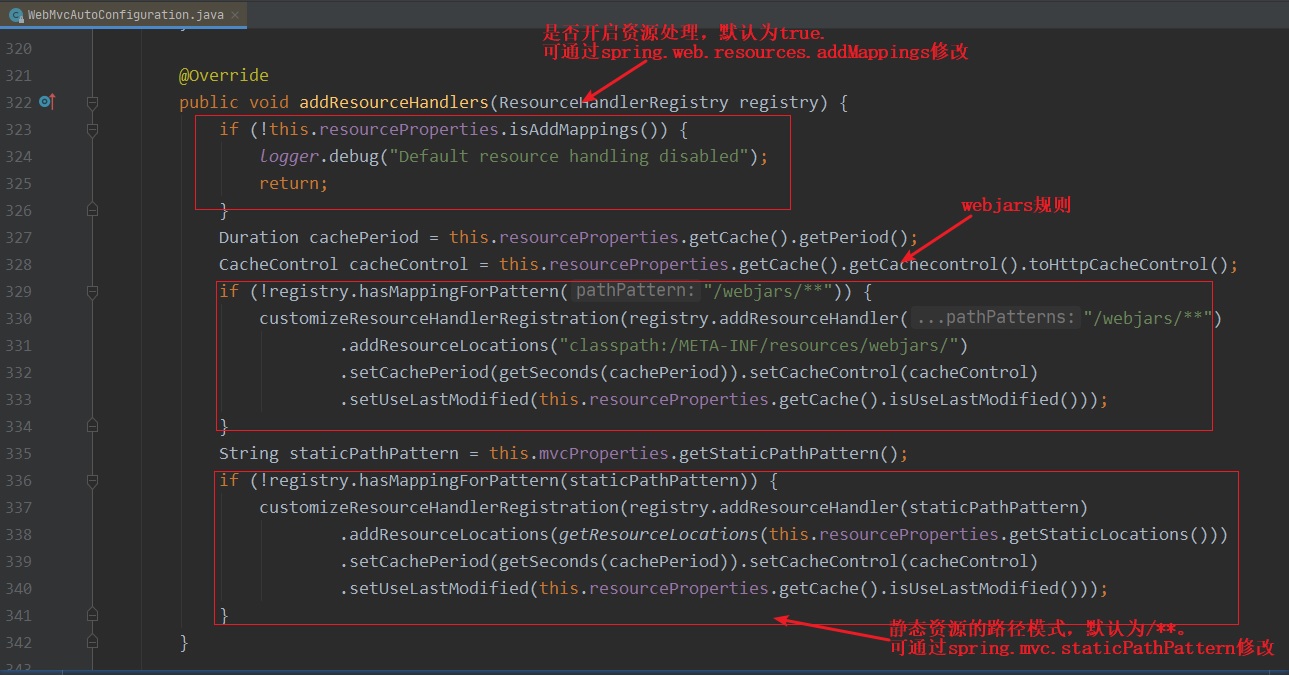 WebMvcAutoConfiguration.java
是否开启资源处理，默认为true.
可通过spring.web.resources.addMappings修改
320
321 @Override
322 public void addResourceHandlers(ResourceHandlerRegistry registry) {
323 if (!this.resourceProperties.isAddMappings()) {
324 logger.debug("Default resource handling disabled");
325 return;
326 }
webjars规则
327 Duration cachePeriod = this.resourceProperties.getCache().getPeriod();
328 CacheControl cacheControl = this.resourceProperties.getCache().getCachecontrol().toHttpCacheControl();
329 if (!registry.hasMappingForPattern( pathPattern: "/webjars/**")) {
330 customizeResourceHandlerRegistration(registry.addResourceHandler( ...pathPatterns: "/webjars/**")
331 .addResourceLocations("classpath:/META-INF/resources/webjars/")
332 .setCachePeriod(getSeconds(cachePeriod)).setCacheControl(cacheControl)
333 .setUseLastModified(this.resourceProperties.getCache().isUseLastModified()));
334 }
335 String staticPathPattern = this.mvcProperties.getStaticPathPattern();
336 if (!registry.hasMappingForPattern(staticPathPattern)) {
337 customizeResourceHandlerRegistration(registry.addResourceHandler(staticPathPattern)
338 .addResourceLocations(getResourceLocations(this.resourceProperties.getStaticLocations()))
339 .setCachePeriod(getSeconds(cachePeriod)).setCacheControl(cacheControl)
340 .setUseLastModified(this.resourceProperties.getCache().isUseLastModified()));
341 }
静态资源的路径模式，默认为/**。
342 }
可通过spring.mvc.staticPathPattern修改
343